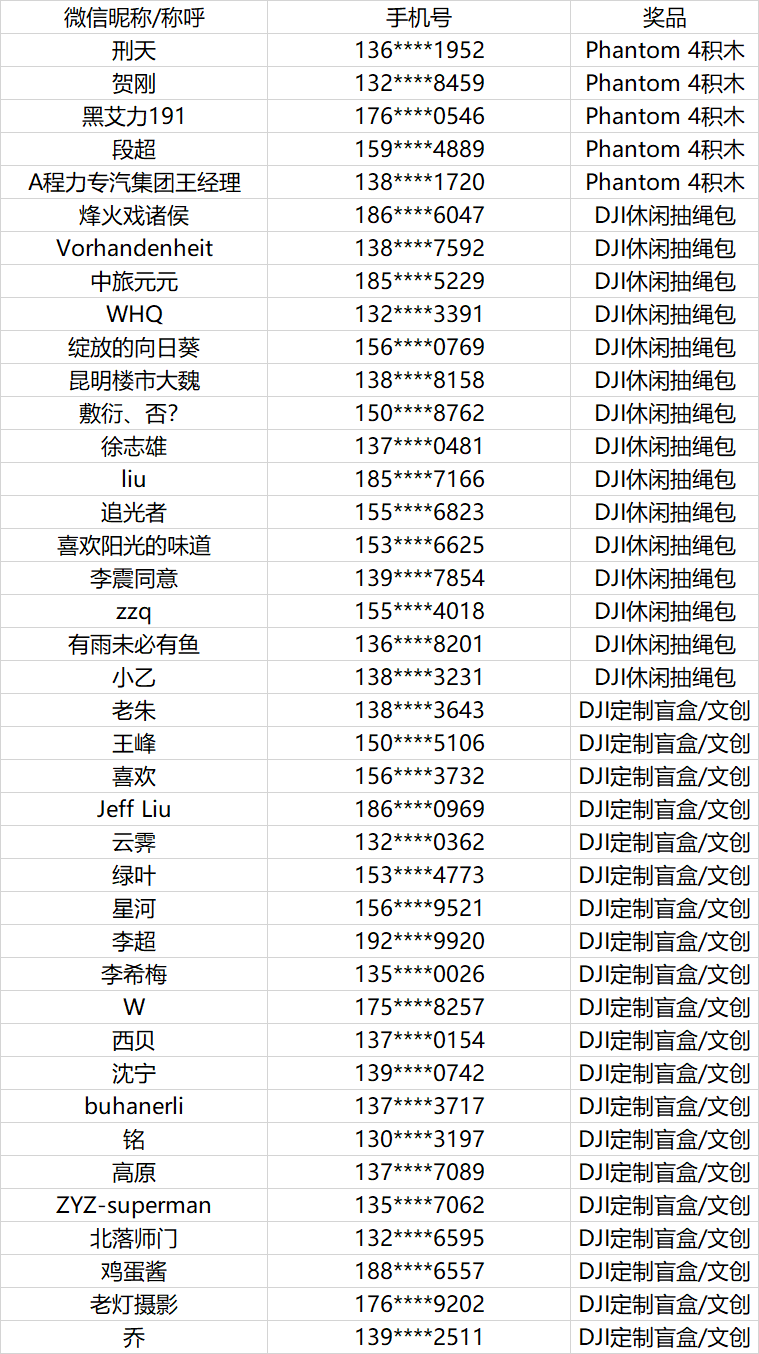 微信昵称/称呼 手机号 奖品
刑天 136****1952 Phantom 4积木
贺刚 132****8459 Phantom 4积木
黑艾力191 176****0546 Phantom 4积木
段超 159****4889 Phantom 4积木
A程力专汽集团王经理 138****1720 Phantom 4积木
烽火戏诸侯 186****6047 DJI休闲抽绳包
Vorhandenheit 138****7592 DJI休闲抽绳包
中旅元元 185****5229 DJI休闲抽绳包
WHQ 132****3391 DJI休闲抽绳包
绽放的向日葵 156****0769 DJI休闲抽绳包
昆明楼市大魏 138****8158 DJI休闲抽绳包
敷衍、否? 150****8762 DJI休闲抽绳包
徐志雄 137****0481 DJI休闲抽绳包
liu 185****7166 DJI休闲抽绳包
追光者 155****6823 DJI休闲抽绳包
喜欢阳光的味道 153****6625 DJI休闲抽绳包
李震同意 139****7854 DJI休闲抽绳包
zzq 155****4018 DJI休闲抽绳包
有雨未必有鱼 136****8201 DJI休闲抽绳包
小乙 138****3231 DJI休闲抽绳包
老朱 138****3643 DJI定制盲盒/文创
王峰 150****5106 DJI定制盲盒/文创
喜欢 156****3732 DJI定制盲盒/文创
Jeff Liu 186****0969 DJI定制盲盒/文创
云霁 132****0362 DJI定制盲盒/文创
绿叶 153****4773 DJI定制盲盒/文创
星河 156****9521 DJI定制盲盒/文创
李超 192****9920 DJI定制盲盒/文创
李希梅 135****0026 DJI定制盲盒/文创
W 175****8257 DJI定制盲盒/文创
西贝 137****0154 DJI定制盲盒/文创
沈宁 139****0742 DJI定制盲盒/文创
buhanerli 137****3717 DJI定制盲盒/文创
铭 130****3197 DJI定制盲盒/文创
高原 137****7089 DJI定制盲盒/文创
ZYZ-superman 135****7062 DJI定制盲盒/文创
北落师门 132****6595 DJI定制盲盒/文创
鸡蛋酱 188****6557 DJI定制盲盒/文创
老灯摄影 176****9202 DJI定制盲盒/文创
乔 139****2511 DJI定制盲盒/文创